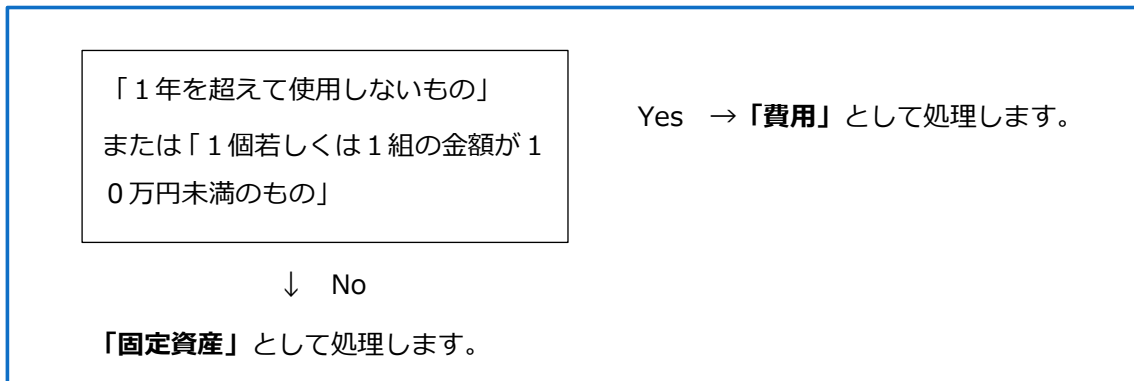 「１年を超えて使用しないもの」
または「１個若しくは１組の金額が１
０万円未満のもの」
Yes　→「費用」として処理します。
↓　No
「固定資産」として処理します。